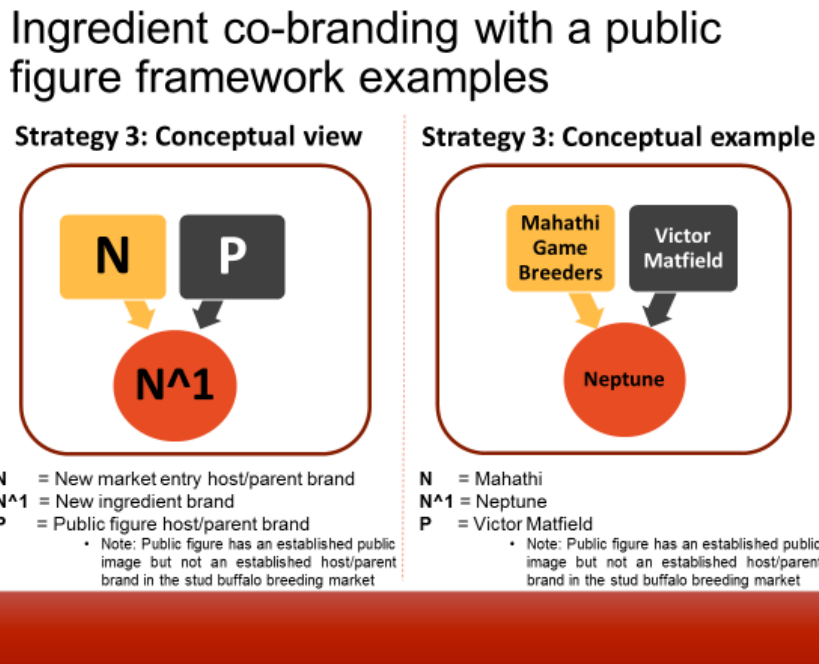 Ingredient co-branding with a public
figure framework examples
Strategy 3: Conceptual view
N
P
N^1
N = New market entry host/parent brand
N^1 = New ingredient brand
P = Public figure host/parent brand
• Note: Public figure has an established public
image but not an established host/parent
brand in the stud buffalo breeding market
Strategy 3: Conceptual example
Mahathi
Game
Breeders
Victor
Matfield
Neptune
N = Mahathi
N^1 = Neptune
P = Victor Matfield
• Note: Public figure has an established public
image but not an established host/parent
brand in the stud buffalo breeding market